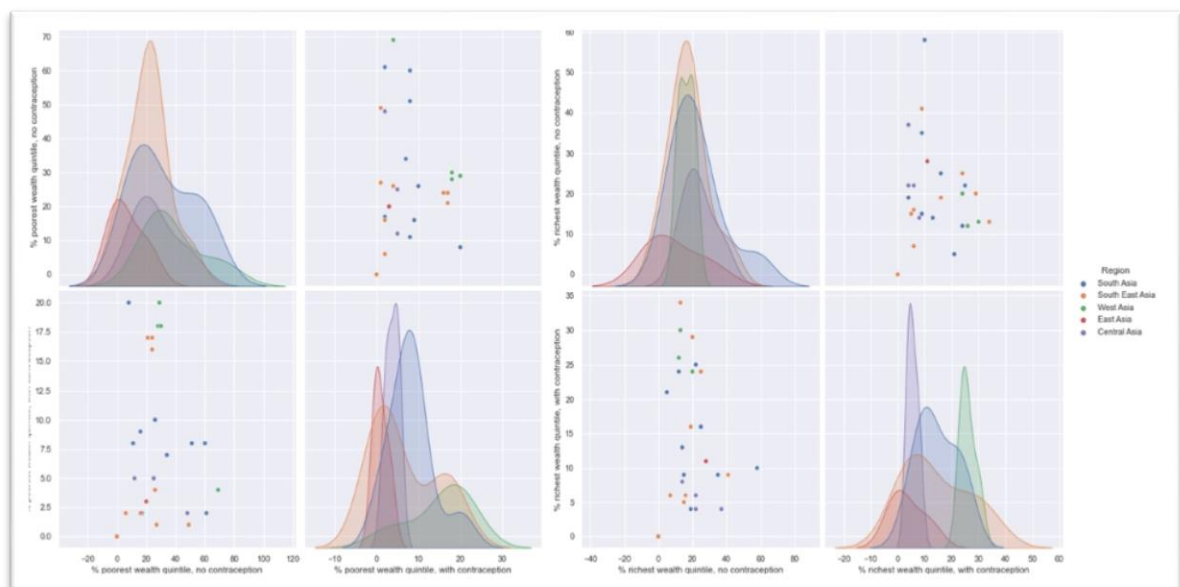 70
60
50
40
30
20
10
0
% poorest wealth quintile, no contraception
60
50
40
30
20
10
0
% richest wealth quintile, no contraception
Region
South Asia
South East Asia
West Asia
East Asia
Central Asia
20.0
17.5
15.0
12.5
10.0
7.5
5.0
2.5
0.0
−20 0 20 40 60 80 100 120
% poorest wealth quintile, no contraception
−10 0 10 20 30
% poorest wealth quintile, with contraception
35
30
25
20
15
10
5
0
% richest wealth quintile, with contraception
−40 −20 0 20 40 60 80
% richest wealth quintile, no contraception
−20 −10 0 10 20 30 40 50 60
% richest wealth quintile, with contraception